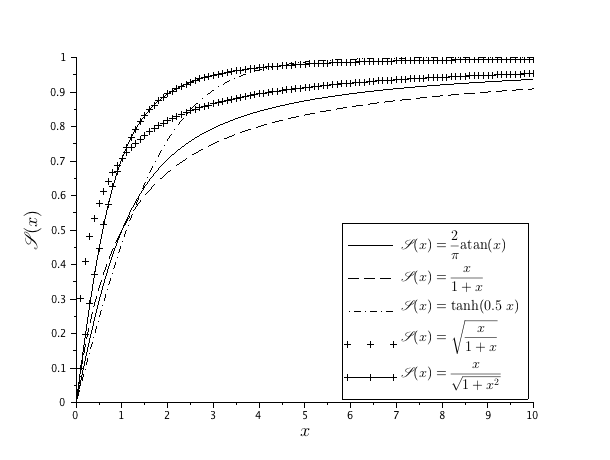 1
0.9
0.8
0.7
0.6
0.5
0.4
0.3
0.2
0.1
0
𝒮(x)
𝒮(x) = 2/π atan(x)
𝒮(x) = x/(1 + x)
𝒮(x) = tanh(0.5 x)
𝒮(x) = √(x/(1 + x))
𝒮(x) = x/√(1 + x²)
0 1 2 3 4 5 6 7 8 9 10
x